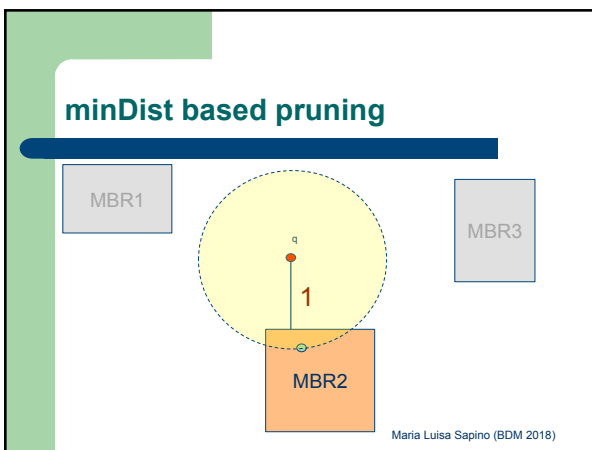 minDist based pruning
MBR1
q
MBR3
1
MBR2
Maria Luisa Sapino (BDM 2018)